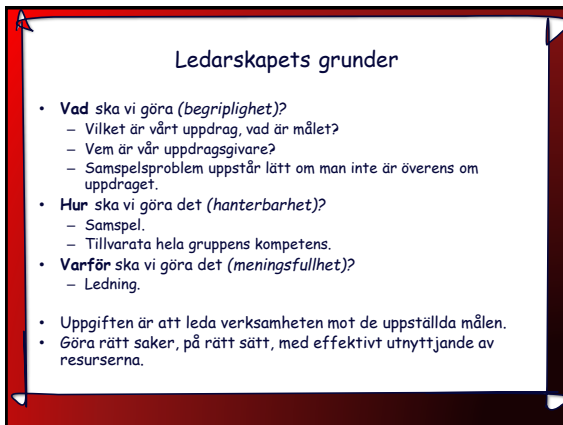 Ledarskapets grunder
• Vad ska vi göra (begriplighet)?
– Vilket är vårt uppdrag, vad är målet?
– Vem är vår uppdragsgivare?
– Samspelsproblem uppstår lätt om man inte är överens om
uppdraget.
• Hur ska vi göra det (hanterbarhet)?
– Samspel.
– Tillvarata hela gruppens kompetens.
• Varför ska vi göra det (meningsfullhet)?
– Ledning.
• Uppgiften är att leda verksamheten mot de uppställda målen.
• Göra rätt saker, på rätt sätt, med effektivt utnyttjande av
resurserna.